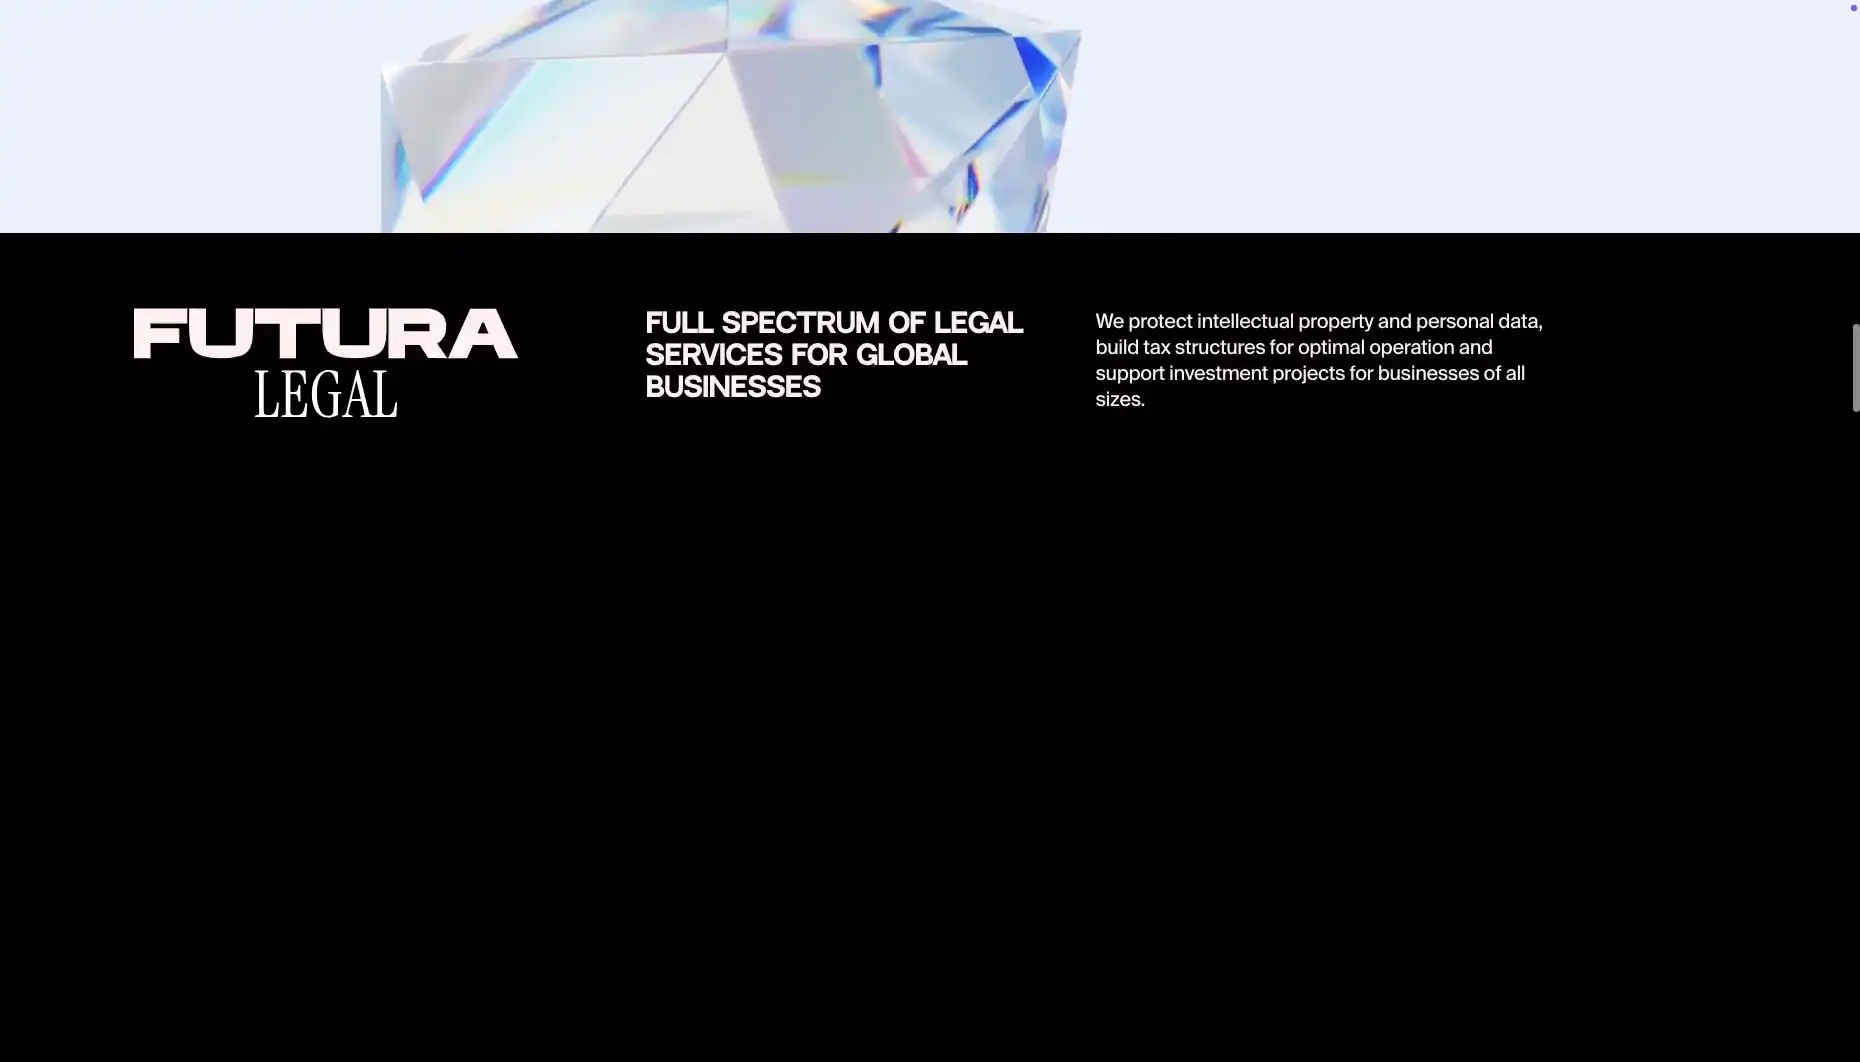 FUTURA
LEGAL
FULL SPECTRUM OF LEGAL
SERVICES FOR GLOBAL
BUSINESSES
We protect intellectual property and personal data,
build tax structures for optimal operation and
support investment projects for businesses of all
sizes.